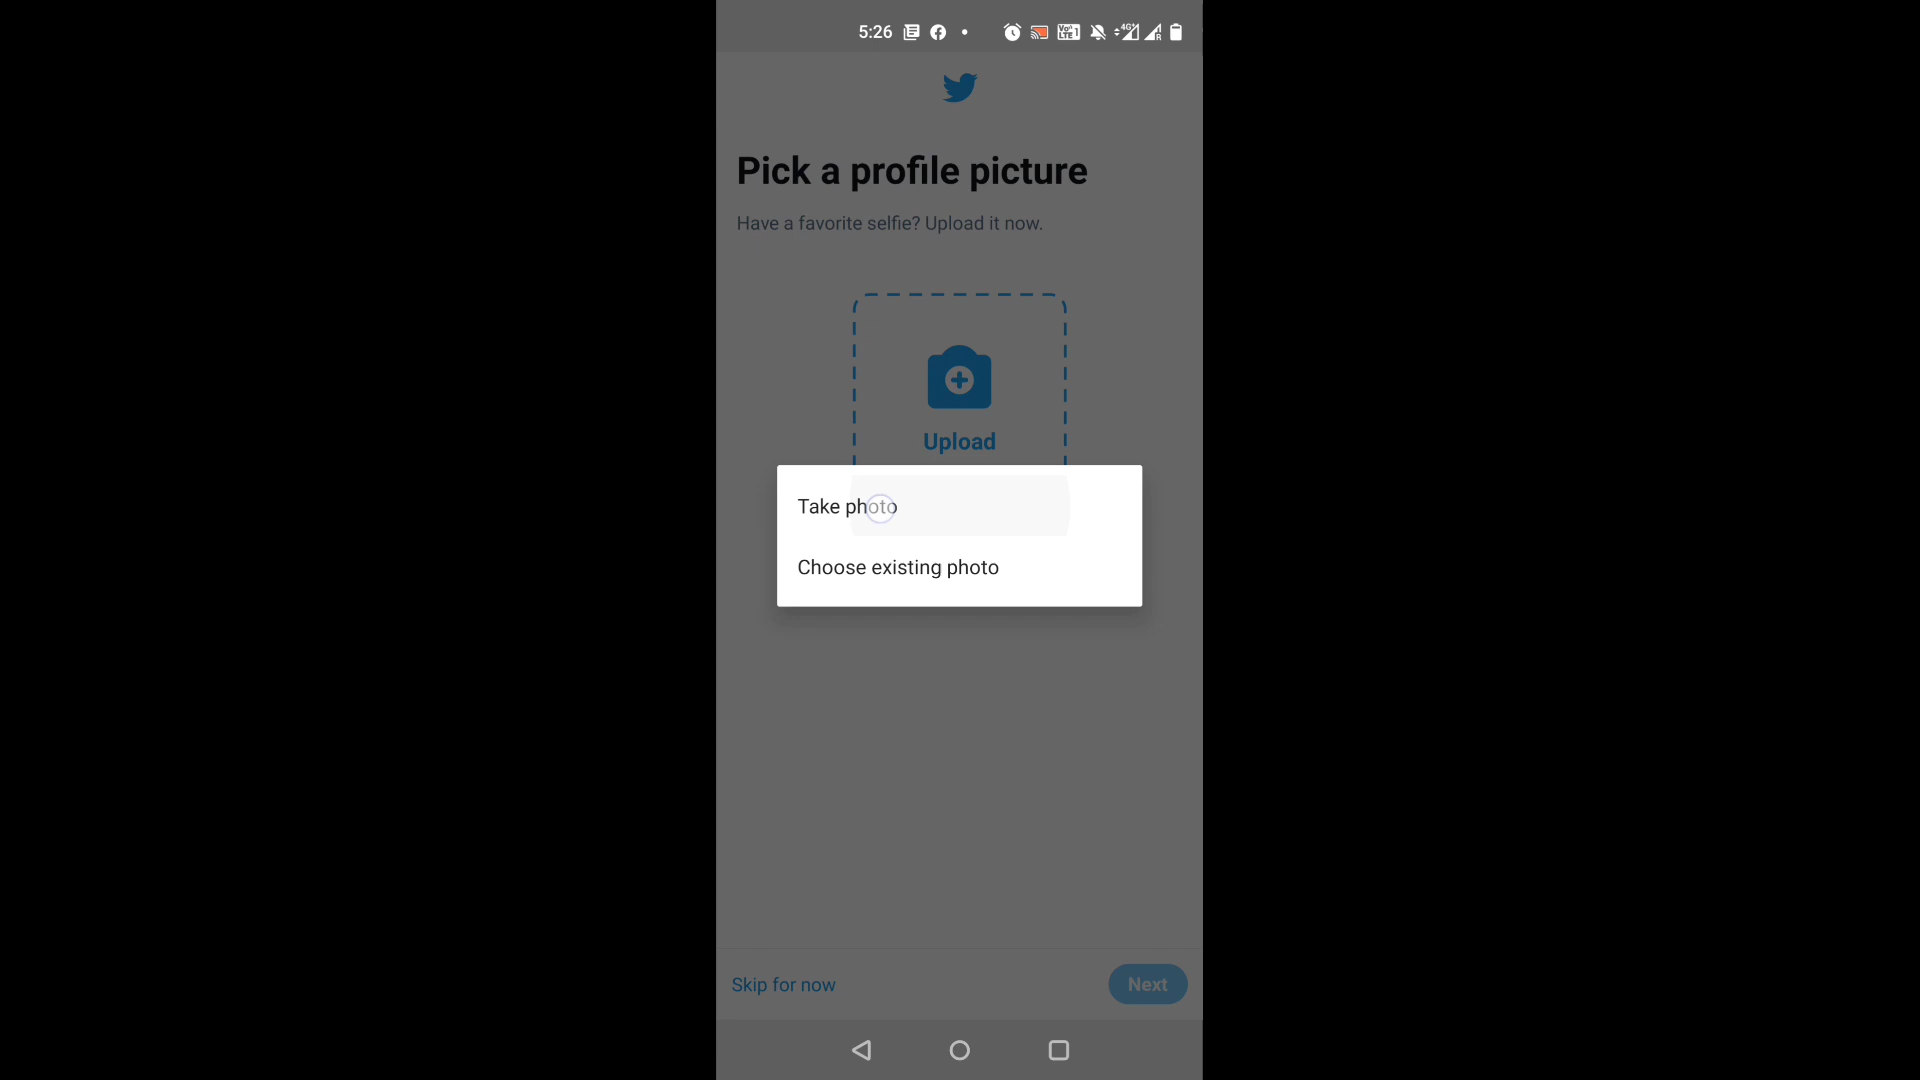 5:26
Pick a profile picture
Have a favorite selfie? Upload it now.
Upload
Take photo
Choose existing photo
Skip for now
Next